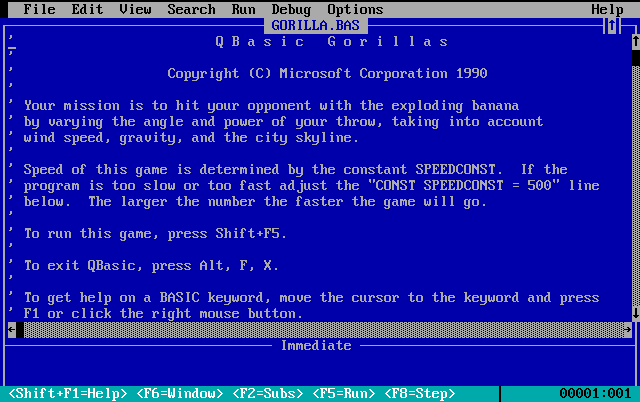 File Edit View Search Run Debug Options Help
GORILLA.BAS
' Q B a s i c   G o r i l l a s
'
' Copyright (C) Microsoft Corporation 1990
'
' Your mission is to hit your opponent with the exploding banana
' by varying the angle and power of your throw, taking into account
' wind speed, gravity, and the city skyline.
'
' Speed of this game is determined by the constant SPEEDCONST.  If the
' program is too slow or too fast adjust the "CONST SPEEDCONST = 500" line
' below.  The larger the number the faster the game will go.
'
' To run this game, press Shift+F5.
'
' To exit QBasic, press Alt, F, X.
'
' To get help on a BASIC keyword, move the cursor to the keyword and press
' F1 or click the right mouse button.
Immediate
<Shift+F1=Help> <F6=Window> <F2=Subs> <F5=Run> <F8=Step> 00001:001